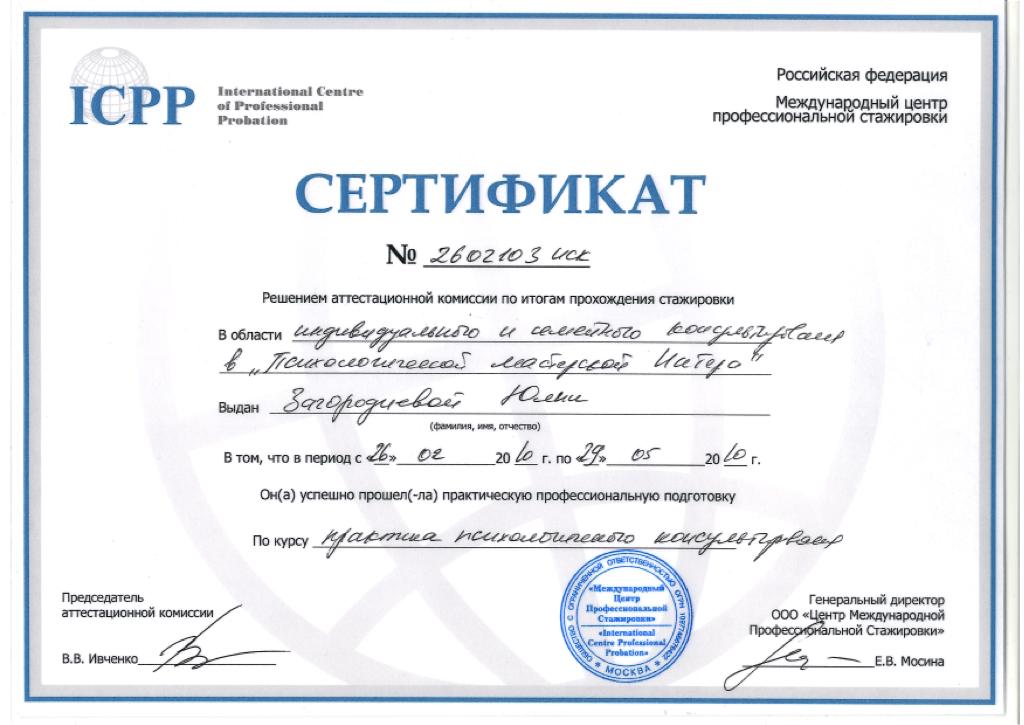 ICPP
International Centre
of Professional
Probation
Российская федерация
Международный центр
профессиональной стажировки
СЕРТИФИКАТ
№ 2602103 иск
Решением аттестационной комиссии по итогам прохождения стажировки
В области индивидуального и семейного консультирования
в „Психологической мастерской Интеро"
Выдан Загородневой Юлии
(фамилия, имя, отчество)
В том, что в период с «26» 02 2010 г. по «29» 05 2010 г.
Он(а) успешно прошел(-ла) практическую профессиональную подготовку
По курсу практика психологического консультирования
Председатель
аттестационной комиссии
В.В. Ивченко
ОБЩЕСТВО С ОГРАНИЧЕННОЙ ОТВЕТСТВЕННОСТЬЮ ОГРН
«Международный
Центр
Профессиональной
Стажировки»
«International
Centre Professional
Probation»
* МОСКВА *
Генеральный директор
ООО «Центр Международной
Профессиональной Стажировки»
Е.В. Мосина